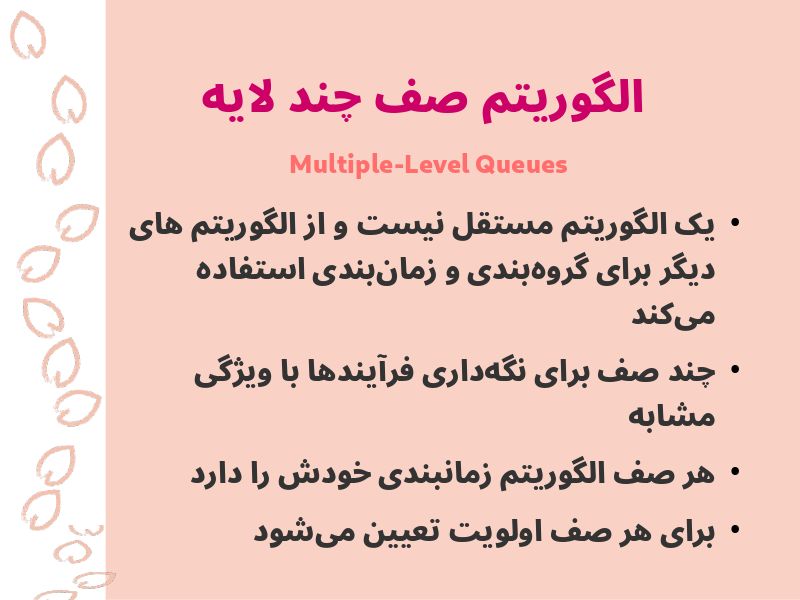 الگوریتم صف چند لایه
Multiple-Level Queues
• یک الگوریتم مستقل نیست و از الگوریتم های
دیگر برای گروه‌بندی و زمان‌بندی استفاده
می‌کند
• چند صف برای نگه‌داری فرآیندها با ویژگی
مشابه
• هر صف الگوریتم زمانبندی خودش را دارد
• برای هر صف اولویت تعیین می‌شود